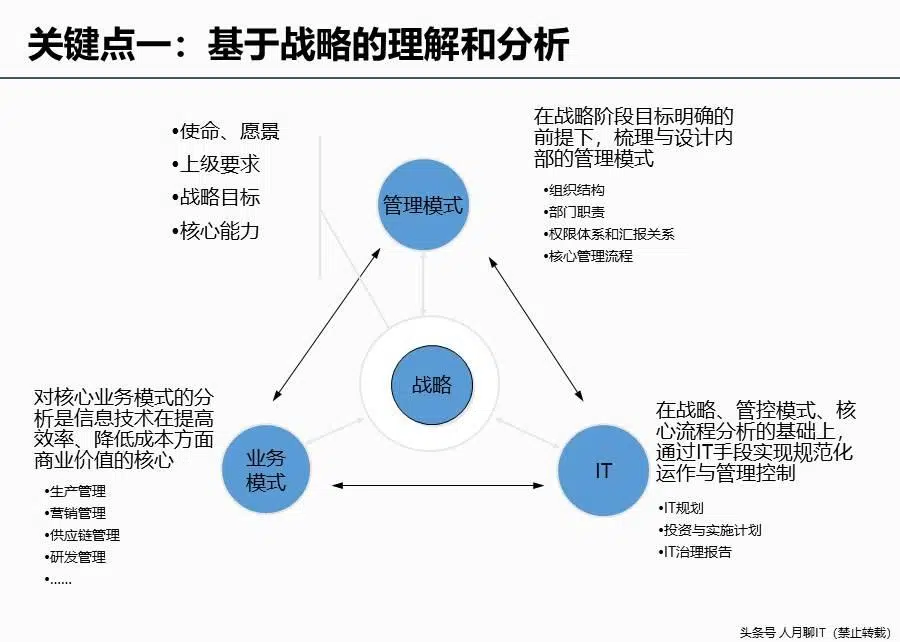 关键点一：基于战略的理解和分析
•使命、愿景
•上级要求
•战略目标
•核心能力
在战略阶段目标明确的
前提下，梳理与设计内
部的管理模式
•组织结构
•部门职责
•权限体系和汇报关系
•核心管理流程
管理模式
战略
对核心业务模式的分
析是信息技术在提高
效率、降低成本方面
商业价值的核心
•生产管理
•营销管理
•供应链管理
•研发管理
•......
业务
模式
IT
在战略、管控模式、核
心流程分析的基础上，
通过IT手段实现规范化
运作与管理控制
•IT规划
•投资与实施计划
•IT治理报告
头条号 人月聊IT（禁止转载）